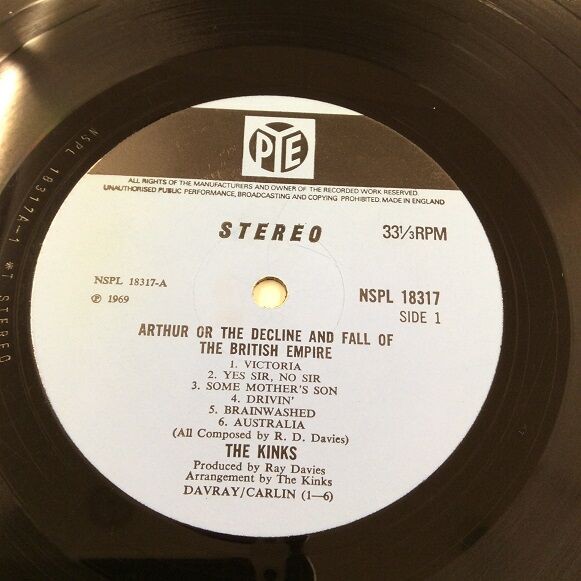 PYE
ALL RIGHTS OF THE MANUFACTURERS AND OWNER OF THE RECORDED WORK RESERVED.
UNAUTHORISED PUBLIC PERFORMANCE, BROADCASTING AND COPYING PROHIBITED. MADE IN ENGLAND
STEREO 33⅓RPM
NSPL 18317-A NSPL 18317
Ⓟ 1969 SIDE 1
ARTHUR OR THE DECLINE AND FALL OF
THE BRITISH EMPIRE
1. VICTORIA
2. YES SIR, NO SIR
3. SOME MOTHER'S SON
4. DRIVIN'
5. BRAINWASHED
6. AUSTRALIA
(All Composed by R. D. Davies)
THE KINKS
Produced by Ray Davies
Arrangement by The Kinks
DAVRAY/CARLIN (1—6)
NSPL 18317A-1 *T STEREO